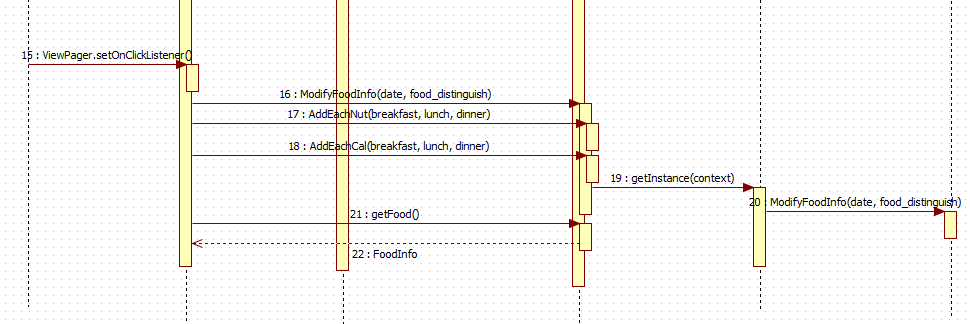 15 : ViewPager.setOnClickListener()
16 : ModifyFoodInfo(date, food_distinguish)
17 : AddEachNut(breakfast, lunch, dinner)
18 : AddEachCal(breakfast, lunch, dinner)
19 : getInstance(context)
20 : ModifyFoodInfo(date, food_distinguish)
21 : getFood()
22 : FoodInfo